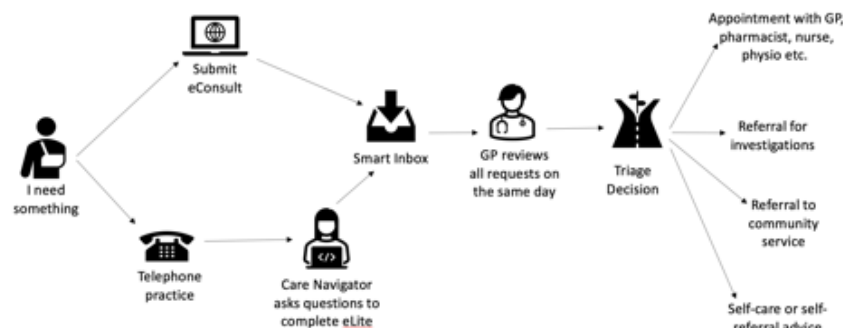 I need
something
Submit
eConsult
Telephone
practice
Care Navigator
asks questions to
complete eLite
Smart Inbox
GP reviews
all requests on
the same day
Triage
Decision
Appointment with GP,
pharmacist, nurse,
physio etc.
Referral for
investigations
Referral to
community
service
Self-care or self-
referral advice